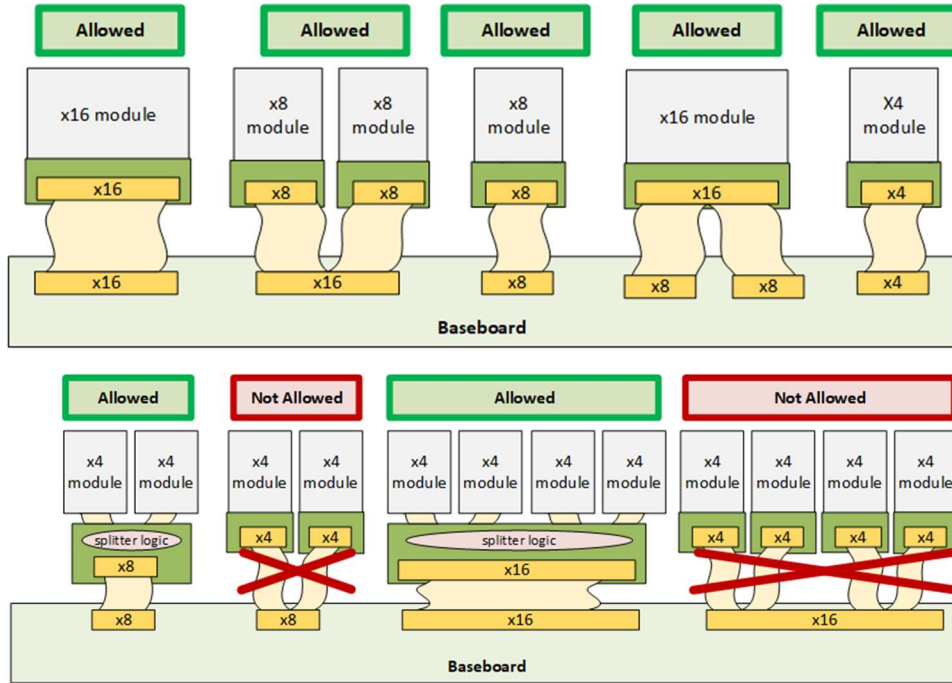 Allowed
Allowed
Allowed
Allowed
Allowed
x16 module
x8
module
x8
module
x8
module
x16 module
X4
module
x16
x8
x8
x8
x16
x4
x16
x16
x8
x8
x8
x4
Baseboard
Allowed
Not Allowed
Allowed
Not Allowed
x4
module
x4
module
x4
module
x4
module
x4
module
x4
module
x4
module
x4
module
x4
module
x4
module
x4
module
x4
module
splitter logic
x8
x4
x4
splitter logic
x16
x4
x4
x4
x4
x8
x8
x16
x16
Baseboard